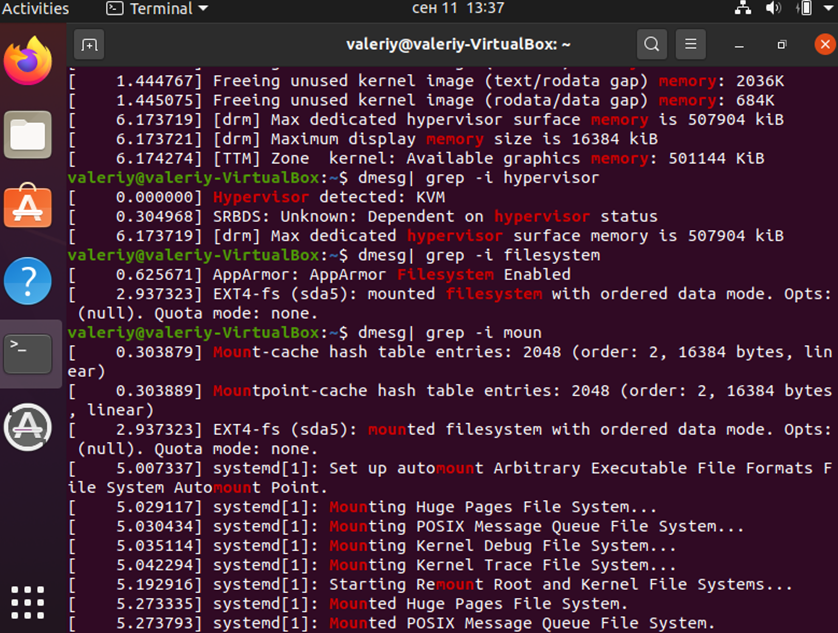 Activities Terminal сен 11 13:37
valeriy@valeriy-VirtualBox: ~
[    1.444767] Freeing unused kernel image (text/rodata gap) memory: 2036K
[    1.445075] Freeing unused kernel image (rodata/data gap) memory: 684K
[    6.173719] [drm] Max dedicated hypervisor surface memory is 507904 kiB
[    6.173721] [drm] Maximum display memory size is 16384 kiB
[    6.174274] [TTM] Zone  kernel: Available graphics memory: 501144 KiB
valeriy@valeriy-VirtualBox:~$ dmesg| grep -i hypervisor
[    0.000000] Hypervisor detected: KVM
[    0.304968] SRBDS: Unknown: Dependent on hypervisor status
[    6.173719] [drm] Max dedicated hypervisor surface memory is 507904 kiB
valeriy@valeriy-VirtualBox:~$ dmesg| grep -i filesystem
[    0.625671] AppArmor: AppArmor Filesystem Enabled
[    2.937323] EXT4-fs (sda5): mounted filesystem with ordered data mode. Opts:
 (null). Quota mode: none.
valeriy@valeriy-VirtualBox:~$ dmesg| grep -i moun
[    0.303879] Mount-cache hash table entries: 2048 (order: 2, 16384 bytes, lin
ear)
[    0.303889] Mountpoint-cache hash table entries: 2048 (order: 2, 16384 bytes
, linear)
[    2.937323] EXT4-fs (sda5): mounted filesystem with ordered data mode. Opts:
 (null). Quota mode: none.
[    5.007337] systemd[1]: Set up automount Arbitrary Executable File Formats F
ile System Automount Point.
[    5.029117] systemd[1]: Mounting Huge Pages File System...
[    5.030434] systemd[1]: Mounting POSIX Message Queue File System...
[    5.035114] systemd[1]: Mounting Kernel Debug File System...
[    5.042294] systemd[1]: Mounting Kernel Trace File System...
[    5.192916] systemd[1]: Starting Remount Root and Kernel File Systems...
[    5.273335] systemd[1]: Mounted Huge Pages File System.
[    5.273793] systemd[1]: Mounted POSIX Message Queue File System.